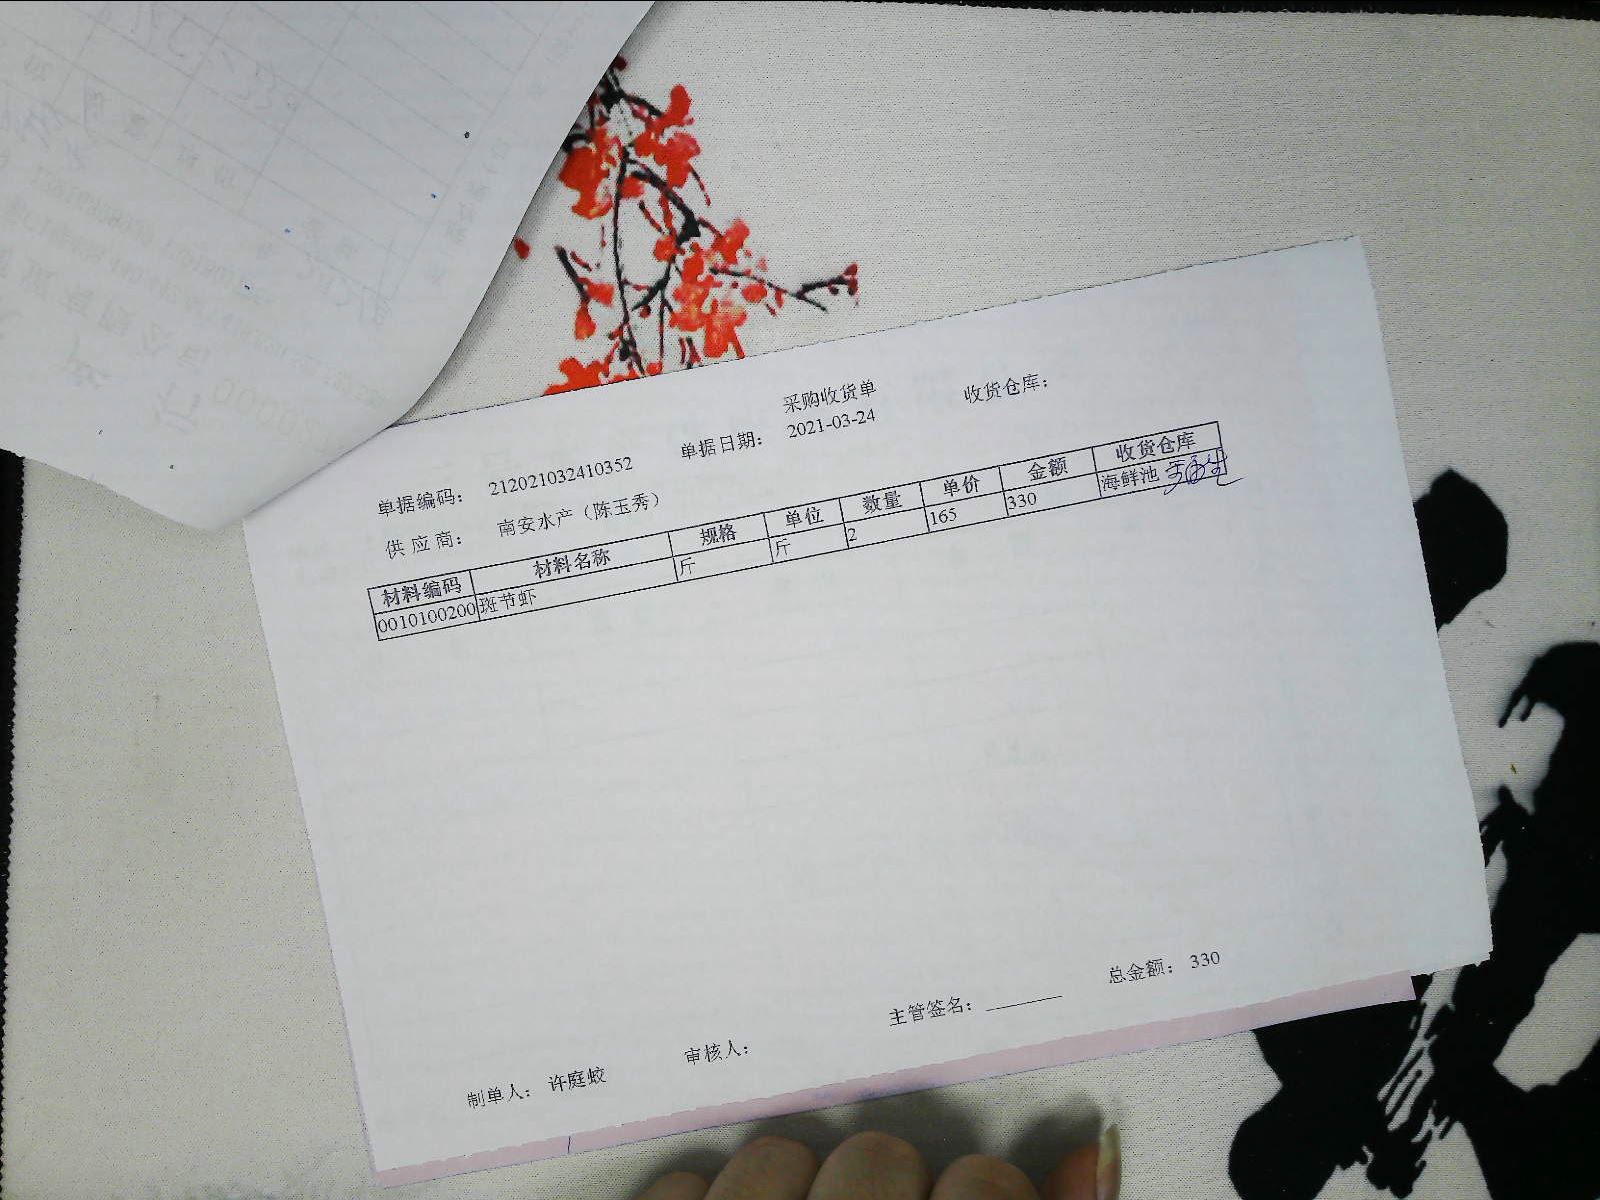 采购收货单
收货仓库：
单据编码： 212021032410352 单据日期： 2021-03-24
供 应 商： 南安水产（陈玉秀）
材料编码 材料名称 规格 单位 数量 单价 金额 收货仓库
0010100200 斑节虾 斤 斤 2 165 330 海鲜池
主管签名： 总金额： 330
制单人： 许庭蛟 审核人：